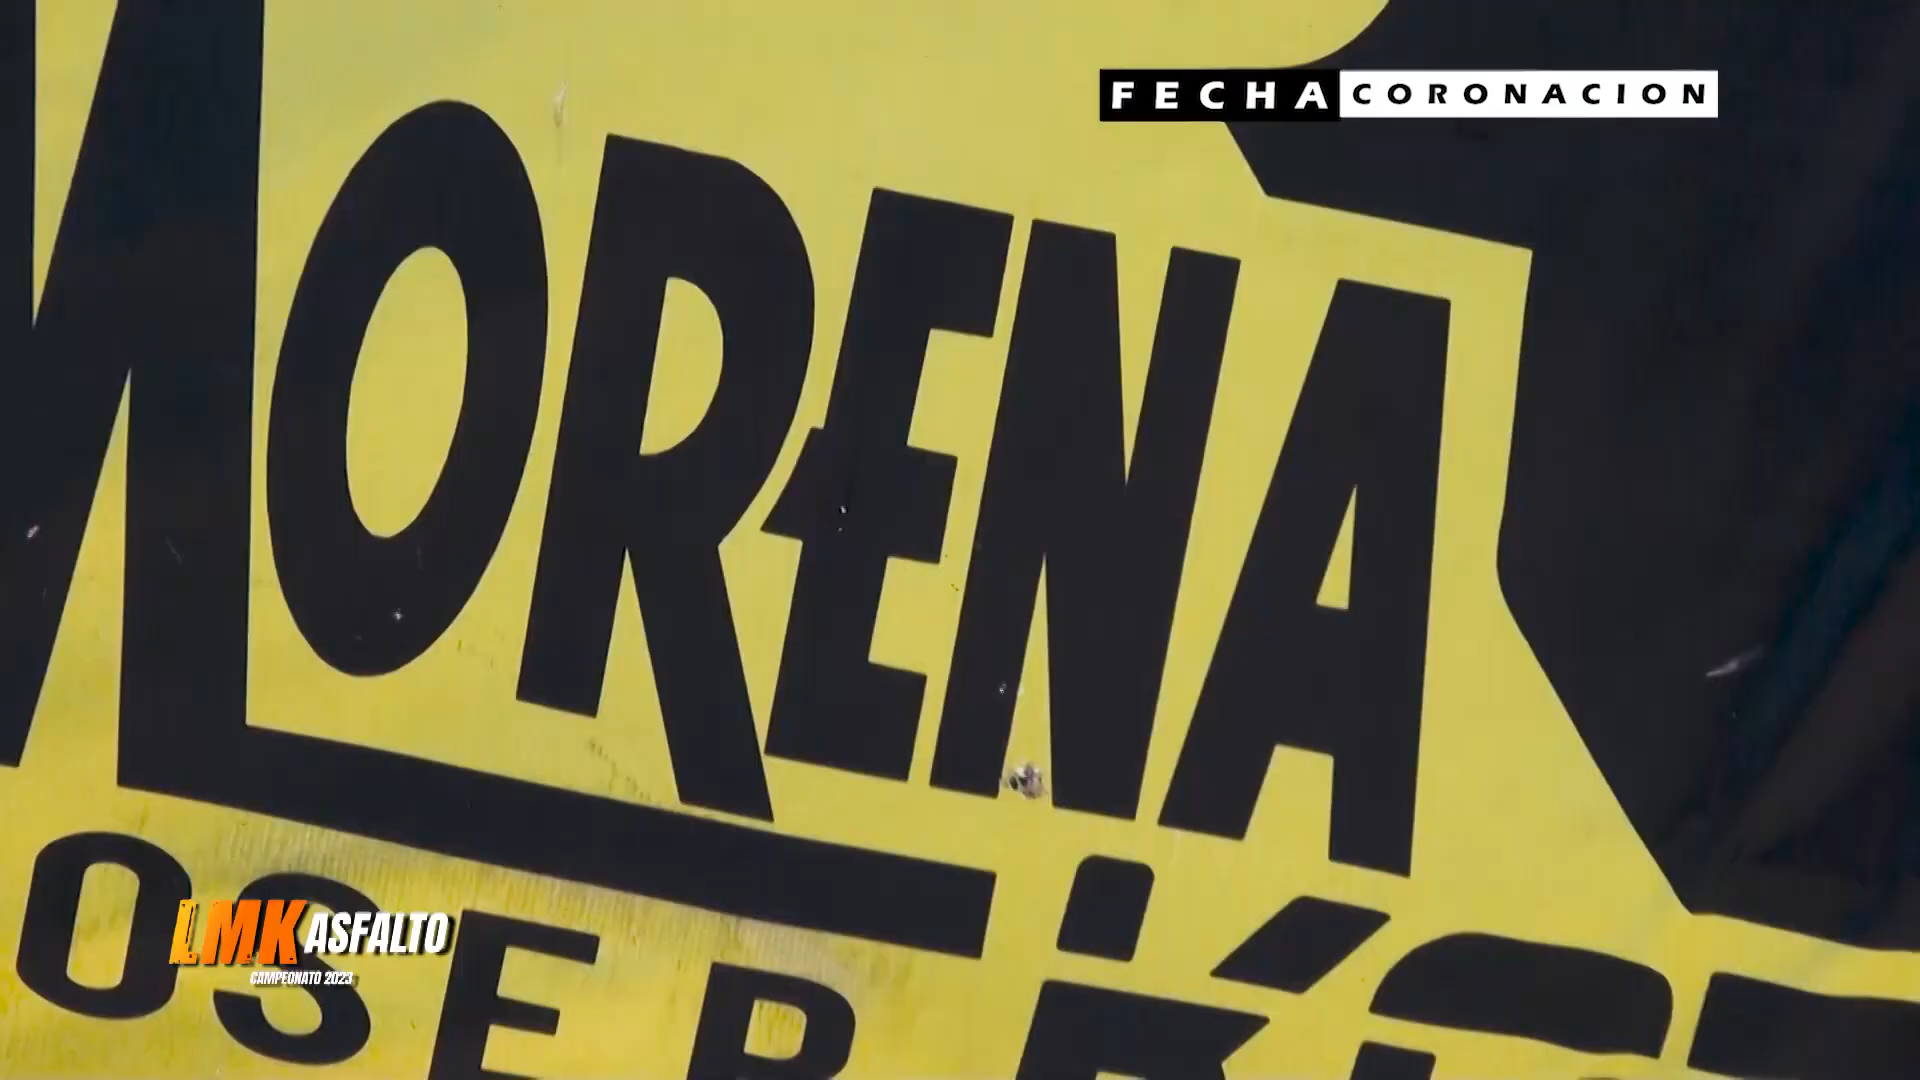 FECHA CORONACION
MORENA
LMK ASFALTO
CAMPEONATO 2023